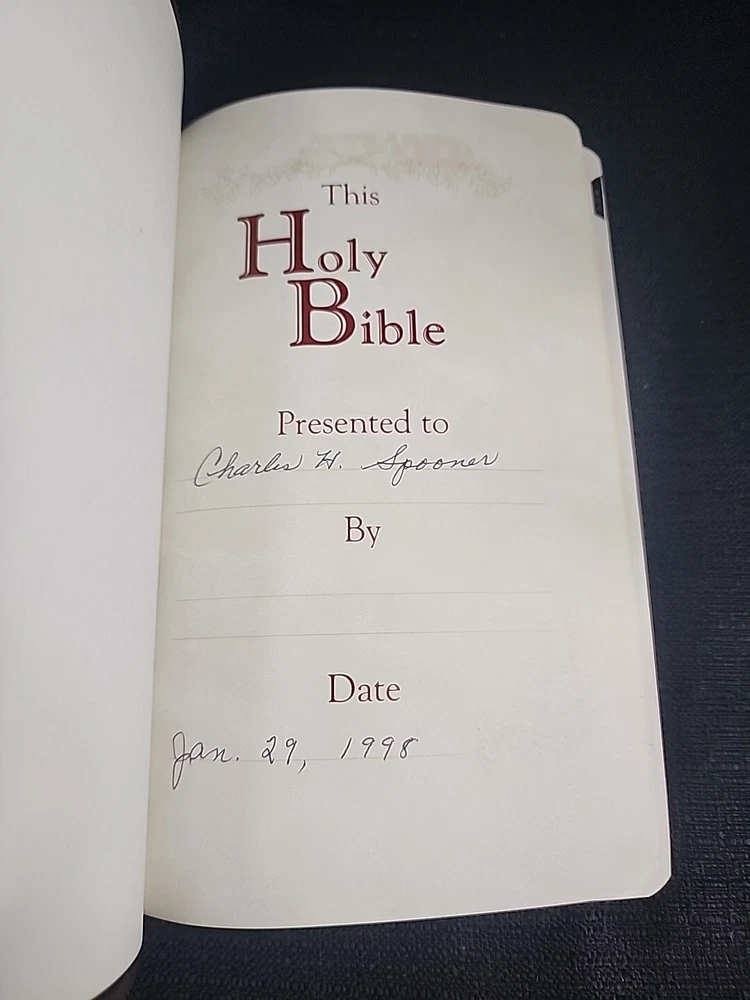 This
Holy
Bible
Presented to
Charles H. Spooner
By
Date
Jan. 29, 1998